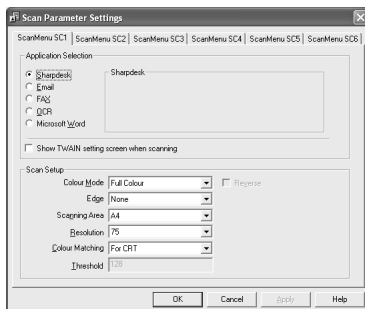 Scan Parameter Settings
ScanMenu SC1 ScanMenu SC2 ScanMenu SC3 ScanMenu SC4 ScanMenu SC5 ScanMenu SC6
Application Selection
Sharpdesk
Sharpdesk
Email
FAX
OCR
Microsoft Word
Show TWAIN setting screen when scanning
Scan Setup
Colour Mode Full Colour Reverse
Edge None
Scanning Area A4
Resolution 75
Colour Matching For CRT
Threshold 128
OK Cancel Apply Help